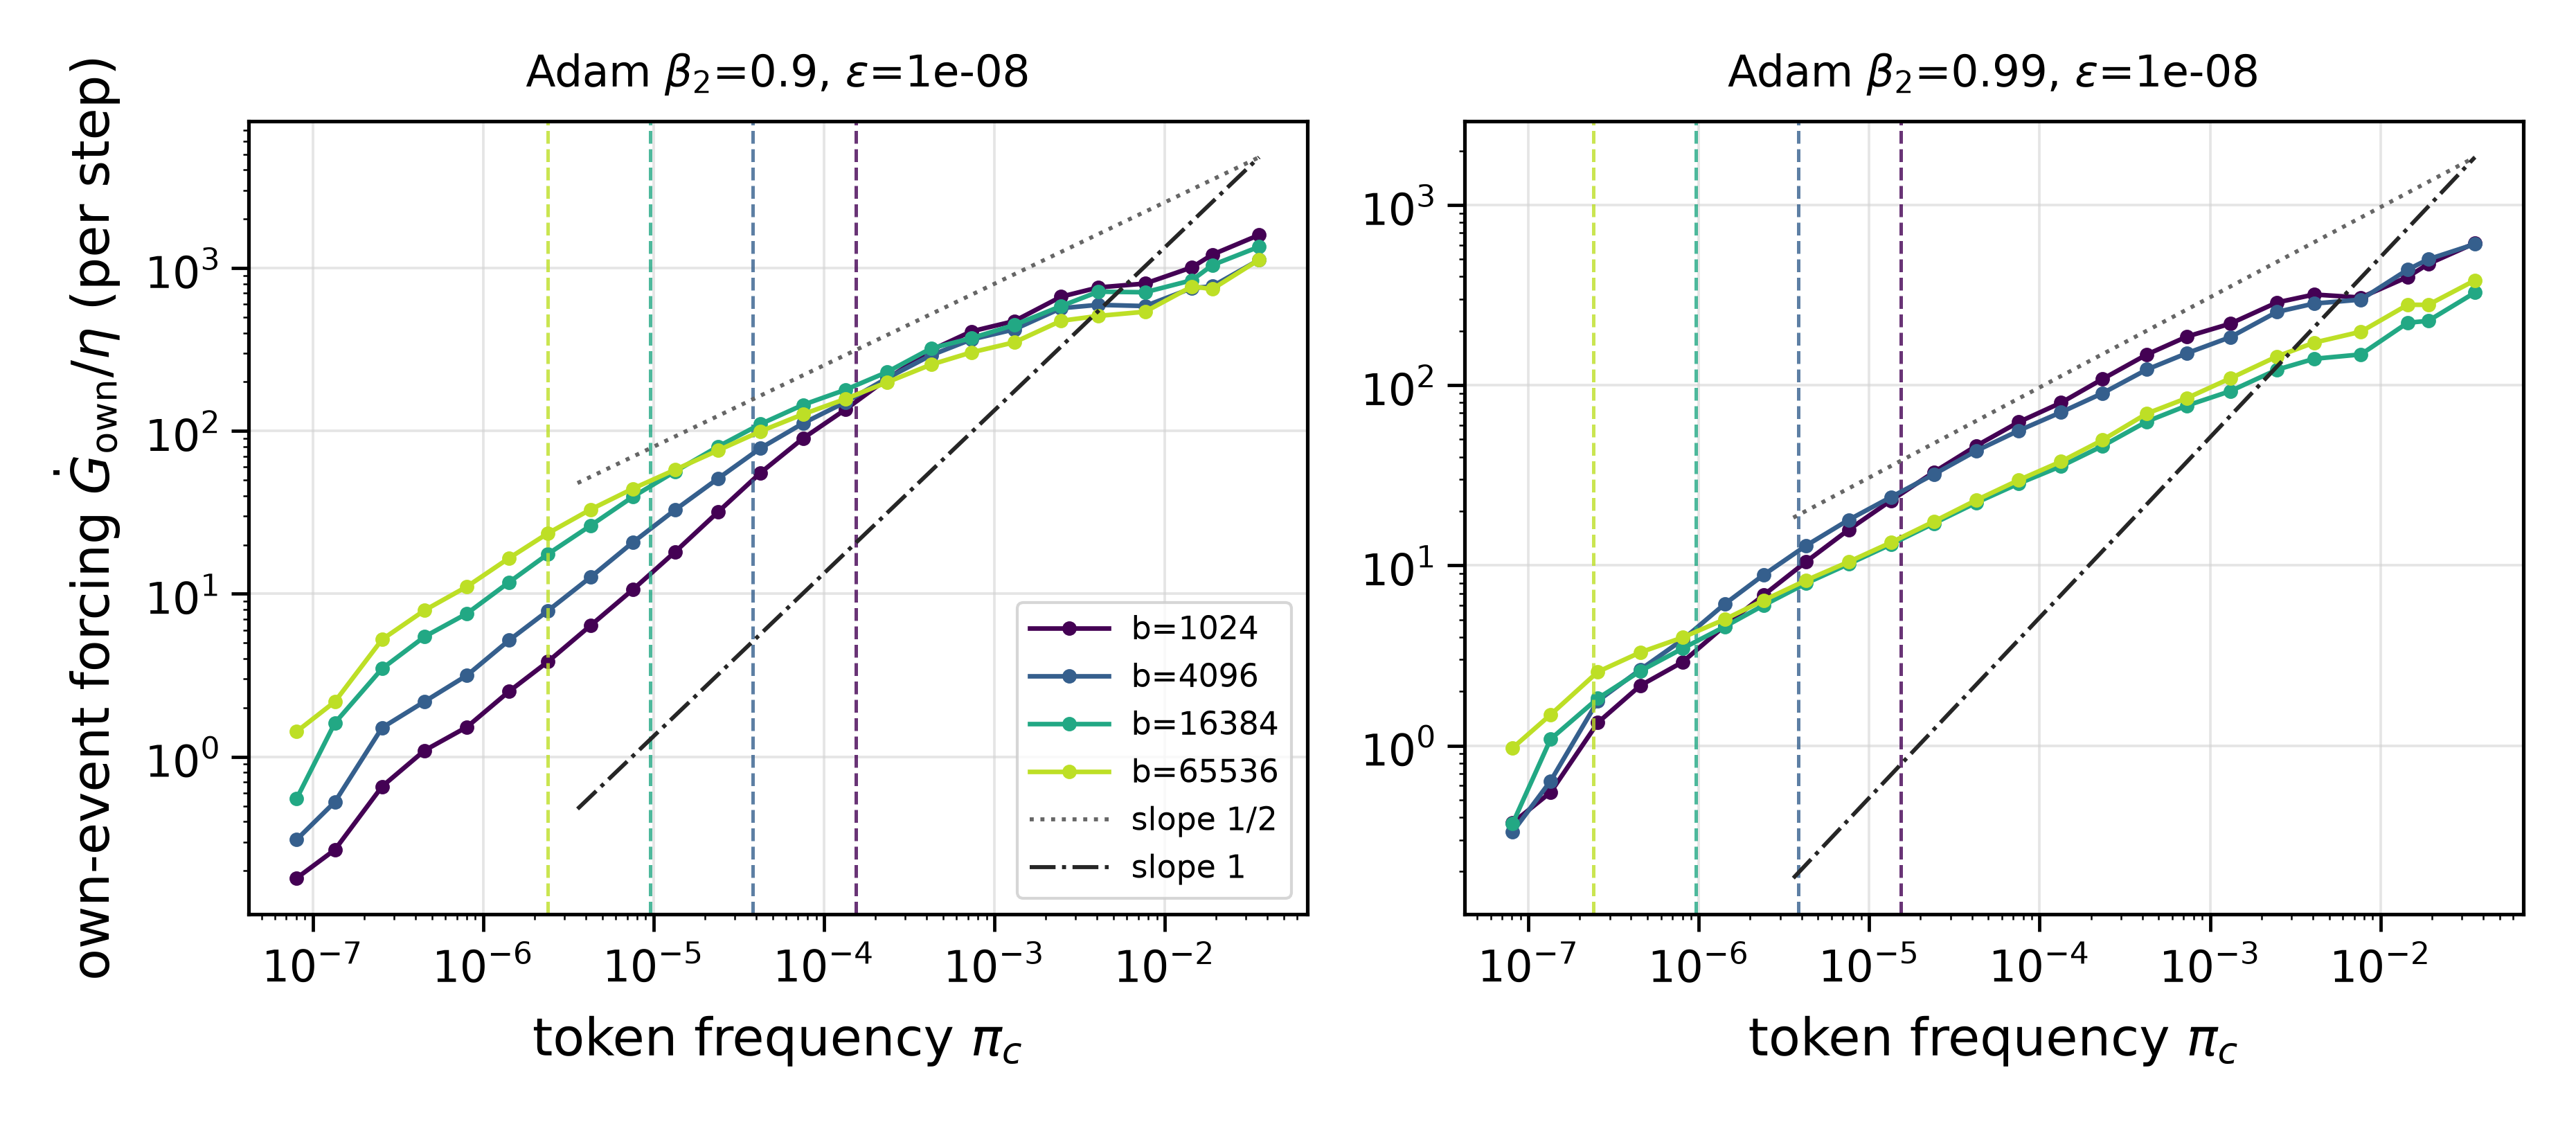 Adam β₂=0.9, ε=1e-08
own-event forcing Ġ_own/η (per step)
10³
10²
10¹
10⁰
10⁻⁷ 10⁻⁶ 10⁻⁵ 10⁻⁴ 10⁻³ 10⁻²
token frequency π_c
b=1024
b=4096
b=16384
b=65536
slope 1/2
slope 1
Adam β₂=0.99, ε=1e-08
10³
10²
10¹
10⁰
10⁻⁷ 10⁻⁶ 10⁻⁵ 10⁻⁴ 10⁻³ 10⁻²
token frequency π_c